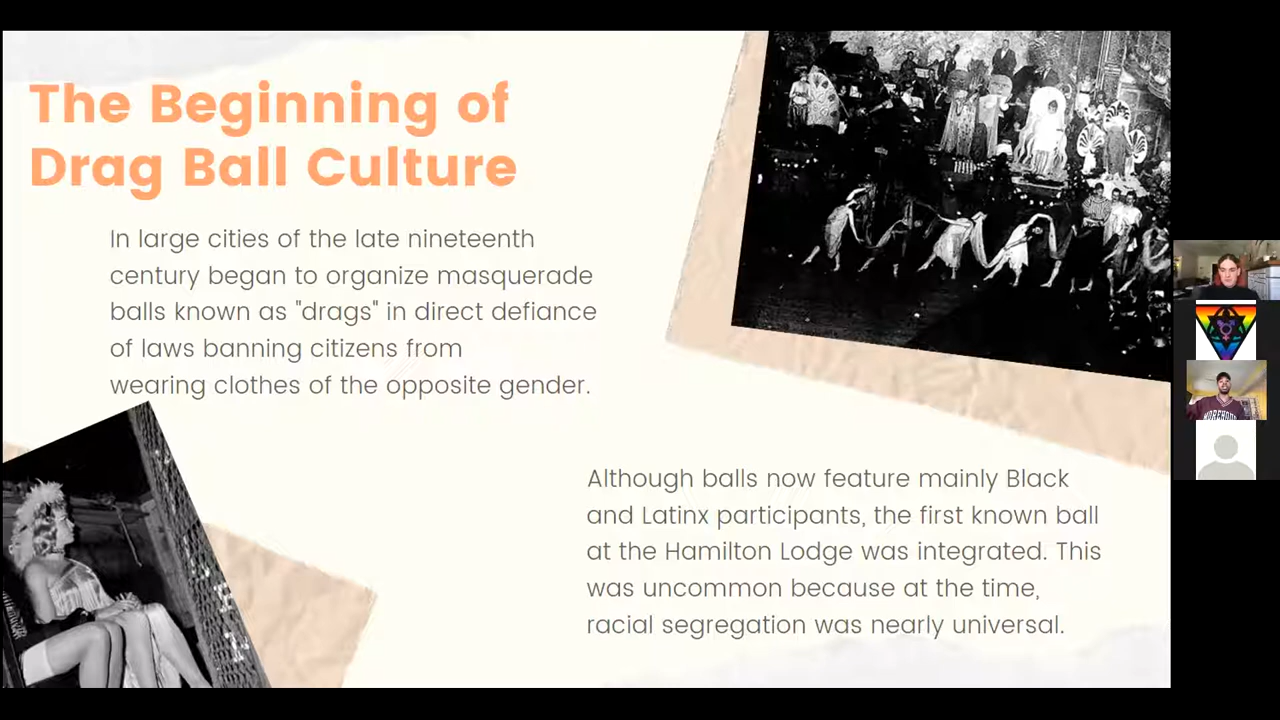 The Beginning of
Drag Ball Culture
In large cities of the late nineteenth
century began to organize masquerade
balls known as "drags" in direct defiance
of laws banning citizens from
wearing clothes of the opposite gender.
Although balls now feature mainly Black
and Latinx participants, the first known ball
at the Hamilton Lodge was integrated. This
was uncommon because at the time,
racial segregation was nearly universal.